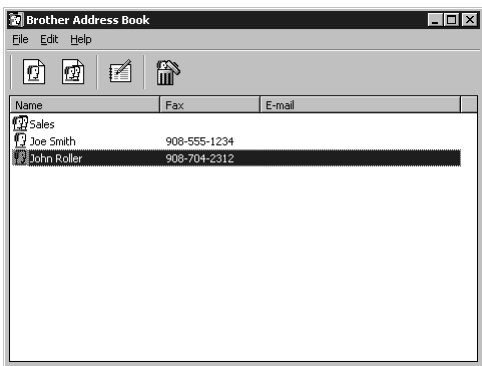 Brother Address Book
File Edit Help
Name Fax E-mail
Sales
Joe Smith 908-555-1234
John Roller 908-704-2312